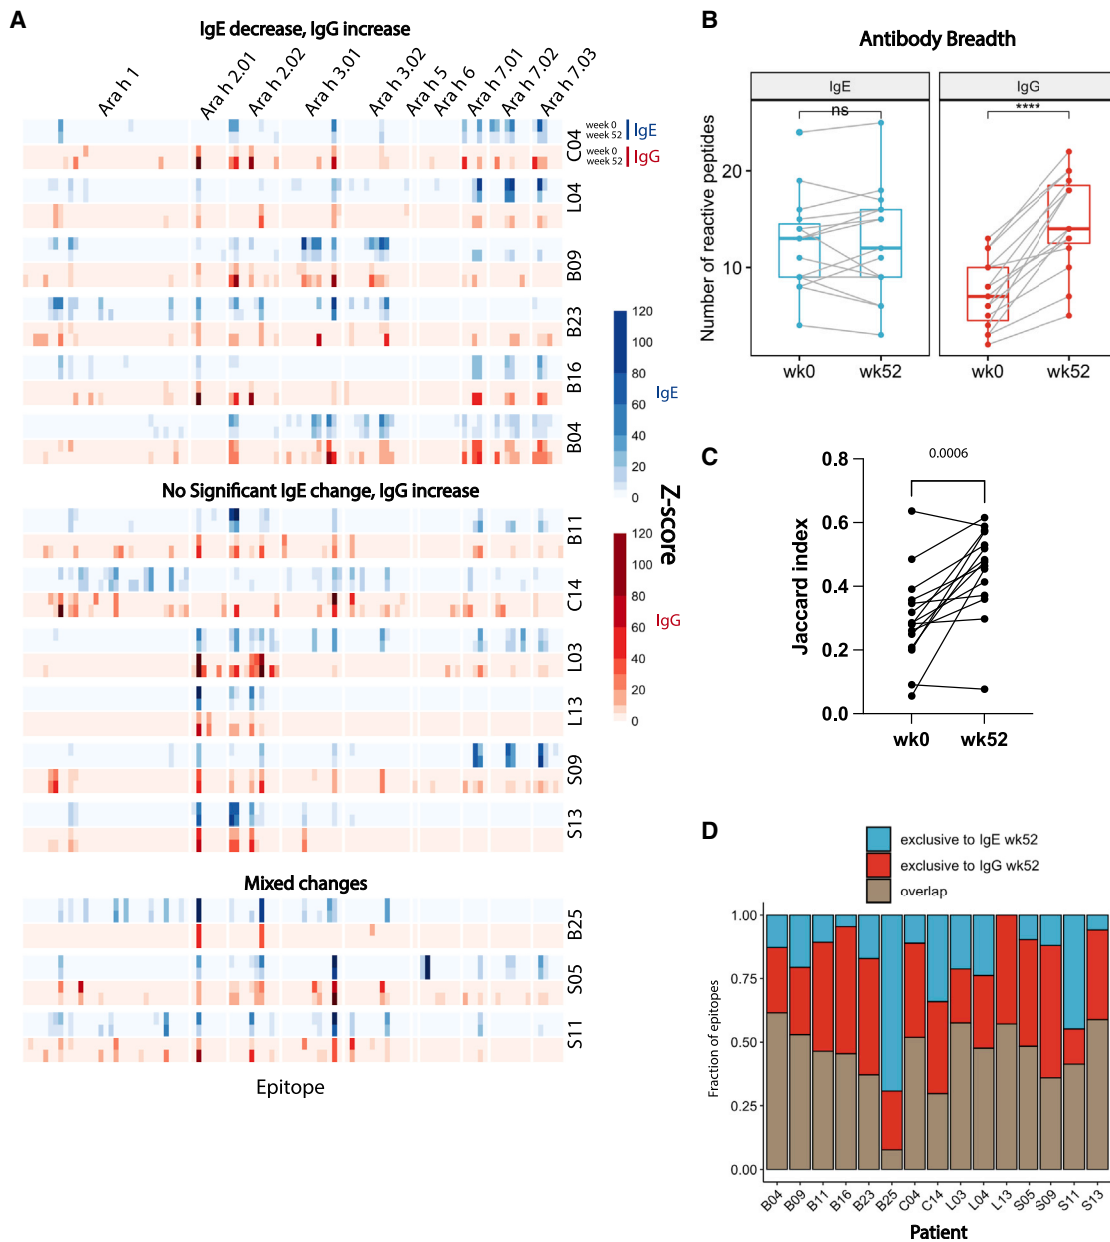 A
IgE decrease, IgG increase
Ara h 1
Ara h 2.01
Ara h 2.02
Ara h 3.01
Ara h 3.02
Ara h 5
Ara h 6
Ara h 7.01
Ara h 7.02
Ara h 7.03
C04
week 0
week 52
IgE
week 0
week 52
IgG
L04
B09
B23
B16
B04
No Significant IgE change, IgG increase
B11
C14
L03
L13
S09
S13
Mixed changes
B25
S05
S11
Epitope
120
100
80
60
40
20
0
IgE
Z-score
120
100
80
60
40
20
0
IgG
B
Antibody Breadth
IgE
IgG
ns
****
Number of reactive peptides
20
10
wk0
wk52
wk0
wk52
C
0.0006
Jaccard index
0.8
0.6
0.4
0.2
0.0
wk0
wk52
D
exclusive to IgE wk52
exclusive to IgG wk52
overlap
Fraction of epitopes
1.00
0.75
0.50
0.25
0.00
B04
B09
B11
B16
B23
B25
C04
C14
L03
L04
L13
S05
S09
S11
S13
Patient